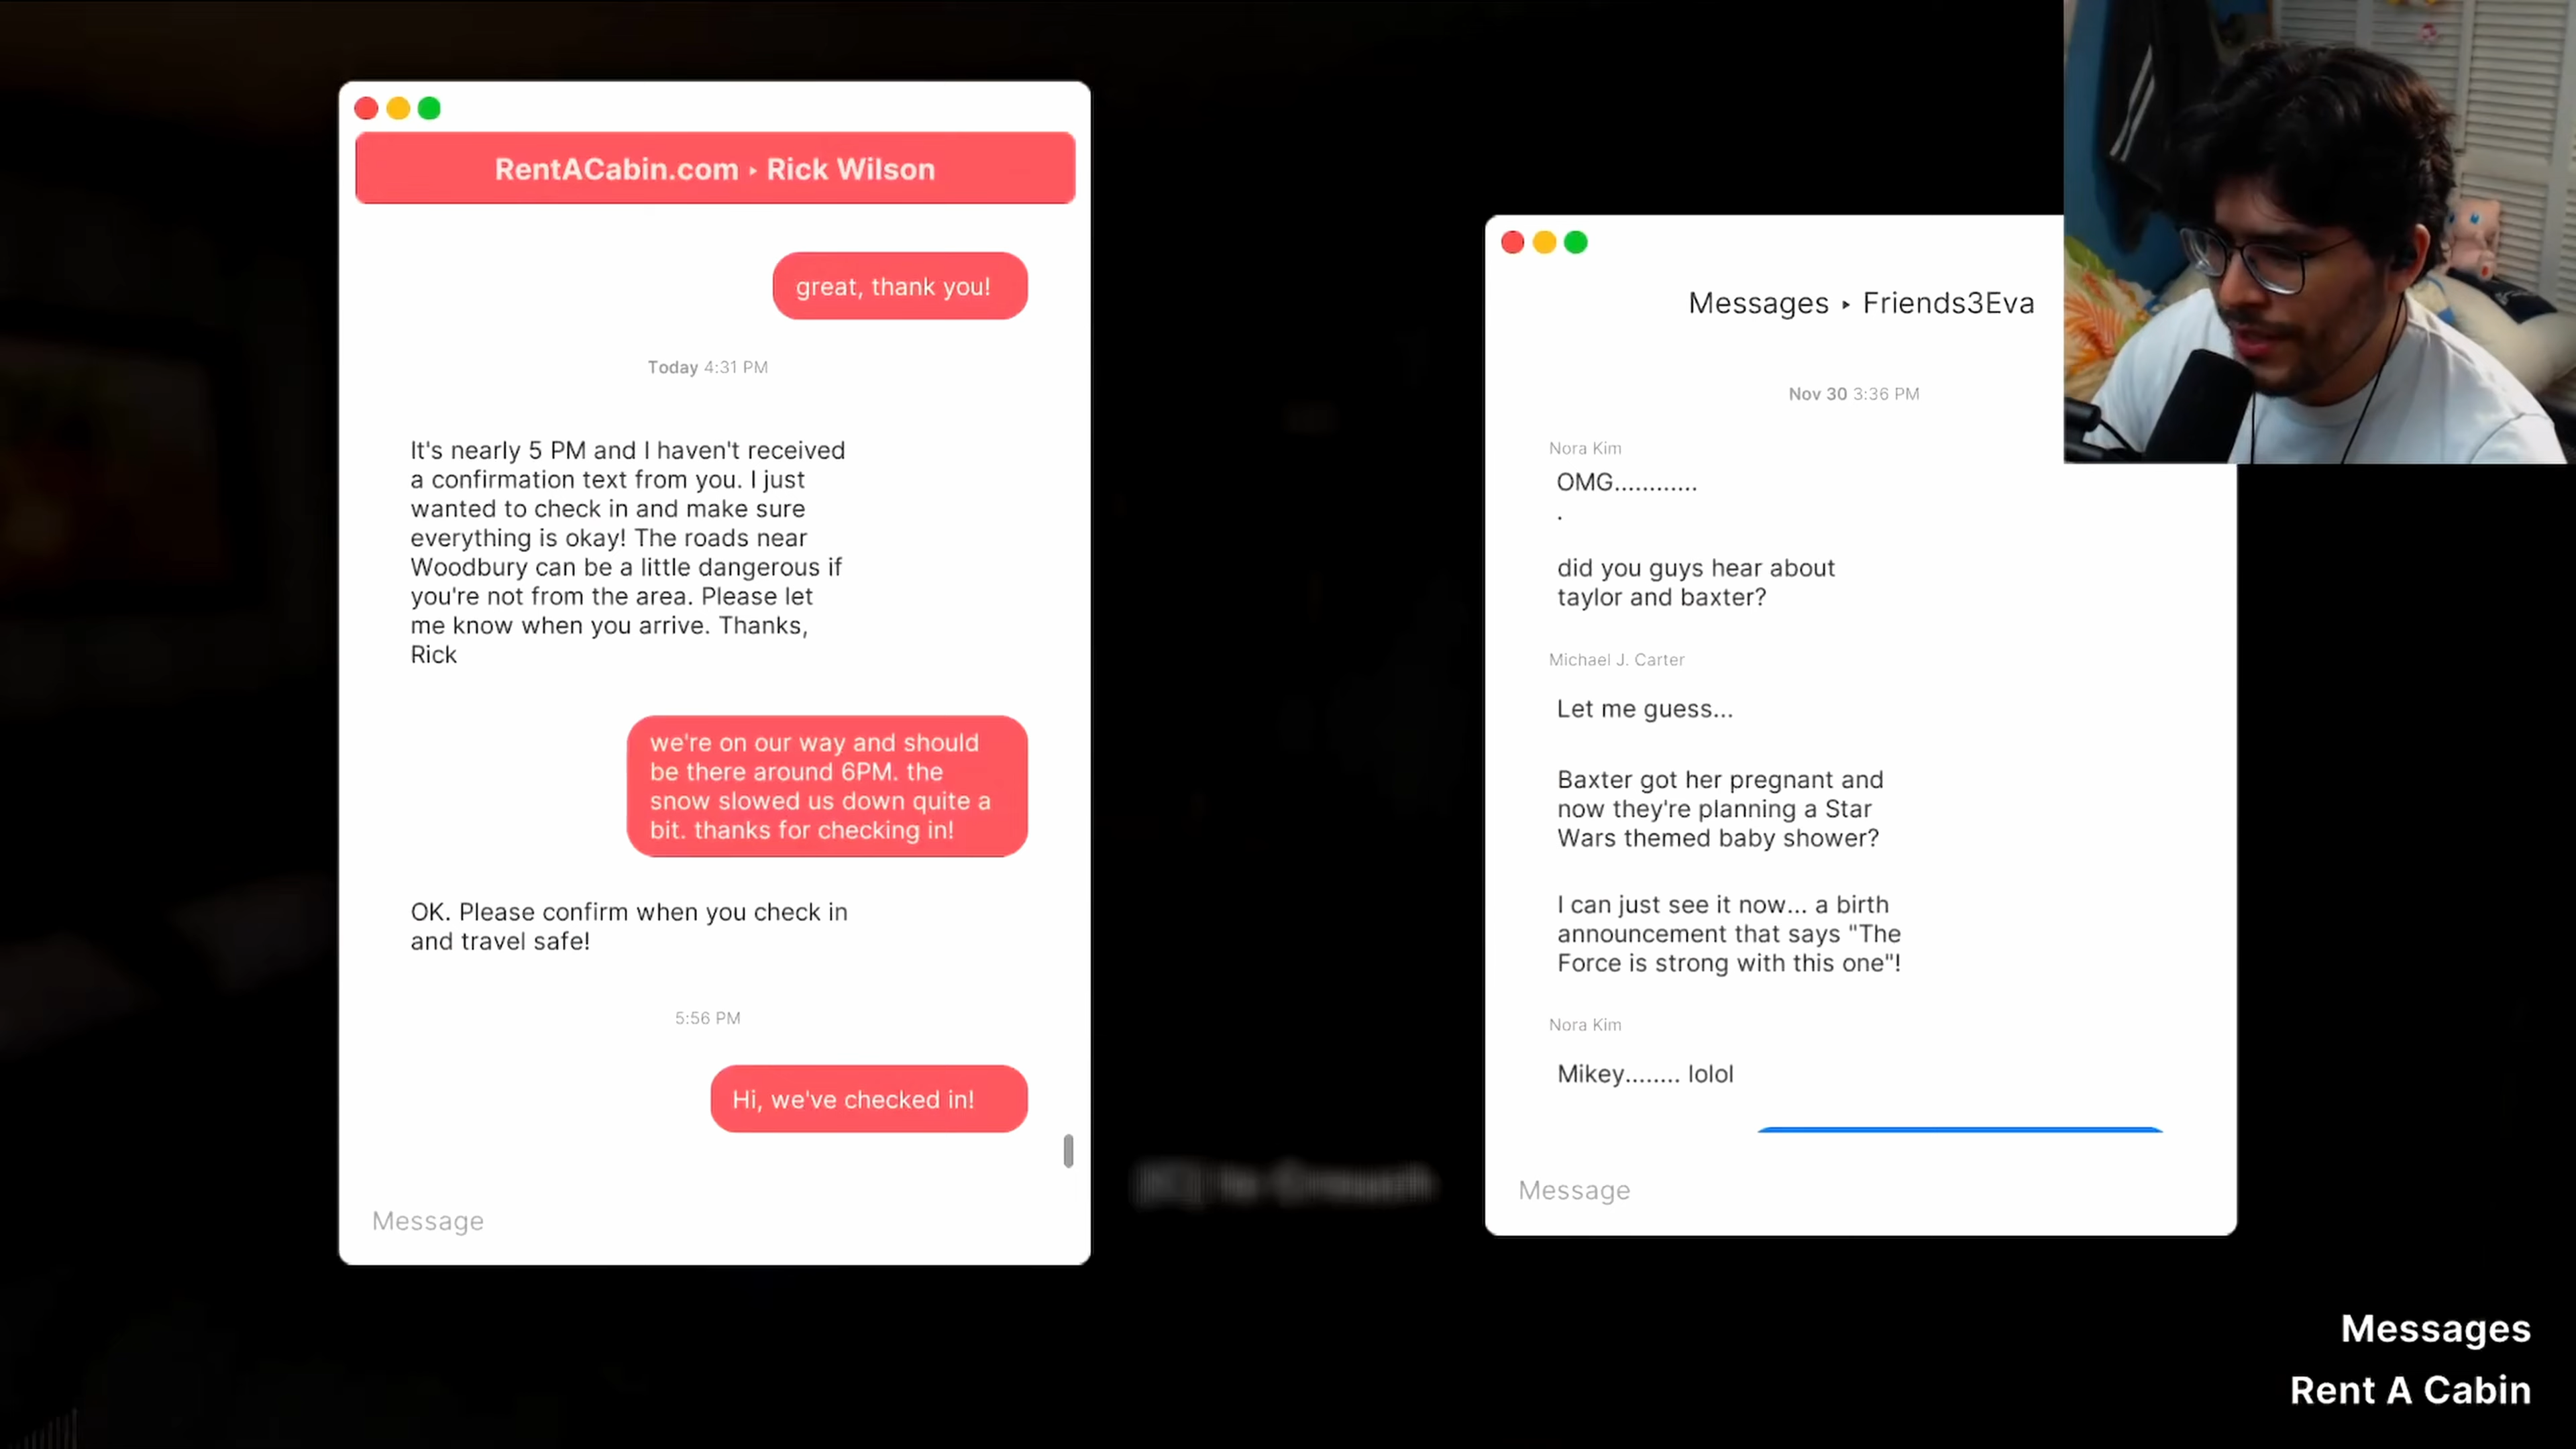 RentACabin.com ‣ Rick Wilson
great, thank you!
Today 4:31 PM
It's nearly 5 PM and I haven't received
a confirmation text from you. I just
wanted to check in and make sure
everything is okay! The roads near
Woodbury can be a little dangerous if
you're not from the area. Please let
me know when you arrive. Thanks,
Rick
we're on our way and should
be there around 6PM. the
snow slowed us down quite a
bit. thanks for checking in!
OK. Please confirm when you check in
and travel safe!
5:56 PM
Hi, we've checked in!
Message
Messages ‣ Friends3Eva
Nov 30 3:36 PM
Nora Kim
OMG............
.
did you guys hear about
taylor and baxter?
Michael J. Carter
Let me guess...
Baxter got her pregnant and
now they're planning a Star
Wars themed baby shower?
I can just see it now... a birth
announcement that says "The
Force is strong with this one"!
Nora Kim
Mikey........ lolol
Message
Messages
Rent A Cabin